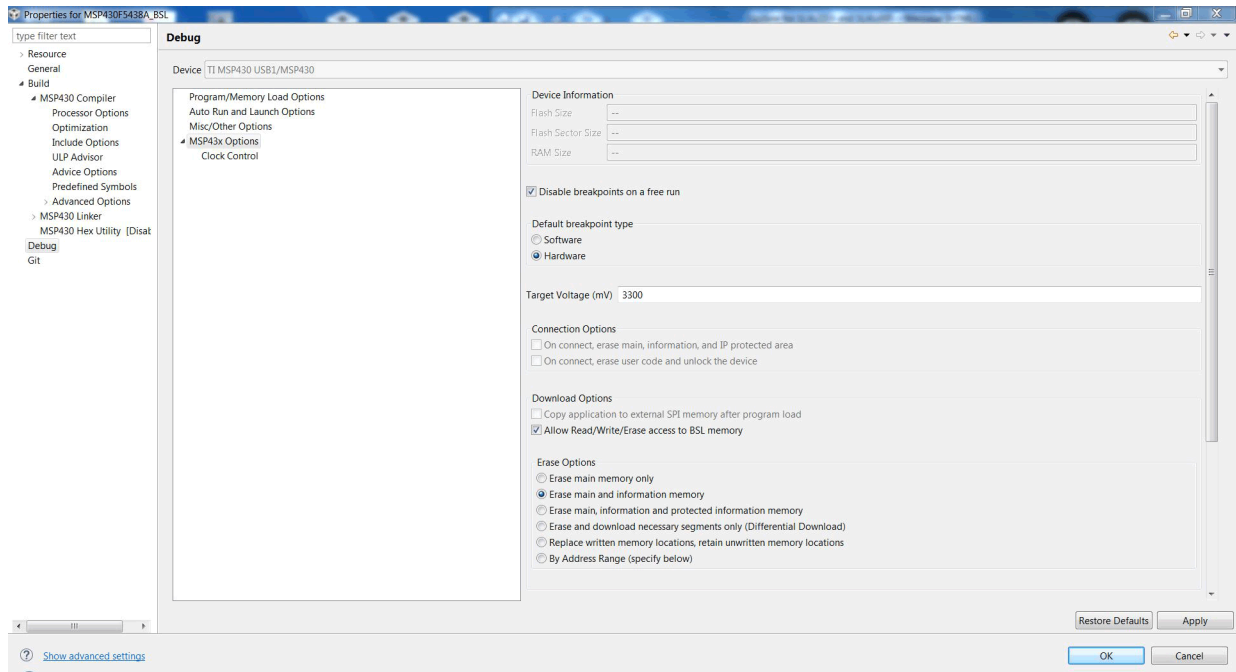 Properties for MSP430F5438A_BSL
type filter text
Resource
General
Build
MSP430 Compiler
Processor Options
Optimization
Include Options
ULP Advisor
Advice Options
Predefined Symbols
Advanced Options
MSP430 Linker
MSP430 Hex Utility [Disab
Debug
Git
Debug
Device TI MSP430 USB1/MSP430
Program/Memory Load Options
Auto Run and Launch Options
Misc/Other Options
MSP43x Options
Clock Control
Device Information
Flash Size --
Flash Sector Size --
RAM Size --
Disable breakpoints on a free run
Default breakpoint type
Software
Hardware
Target Voltage (mV) 3300
Connection Options
On connect, erase main, information, and IP protected area
On connect, erase user code and unlock the device
Download Options
Copy application to external SPI memory after program load
Allow Read/Write/Erase access to BSL memory
Erase Options
Erase main memory only
Erase main and information memory
Erase main, information and protected information memory
Erase and download necessary segments only (Differential Download)
Replace written memory locations, retain unwritten memory locations
By Address Range (specify below)
Restore Defaults Apply
Show advanced settings
OK Cancel